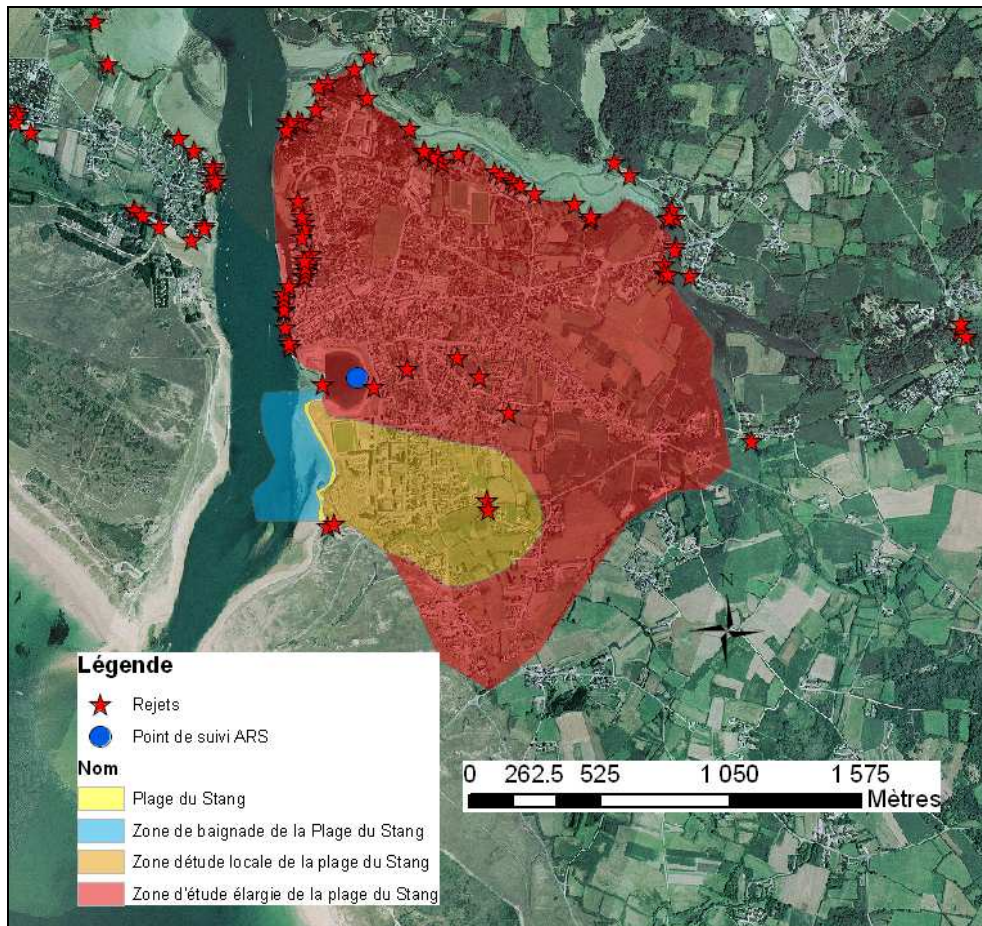 N
Légende
Rejets
Point de suivi ARS
Nom
Plage du Stang
Zone de baignade de la Plage du Stang
Zone détude locale de la plage du Stang
Zone d'étude élargie de la plage du Stang
0 262.5 525 1 050 1 575
Mètres